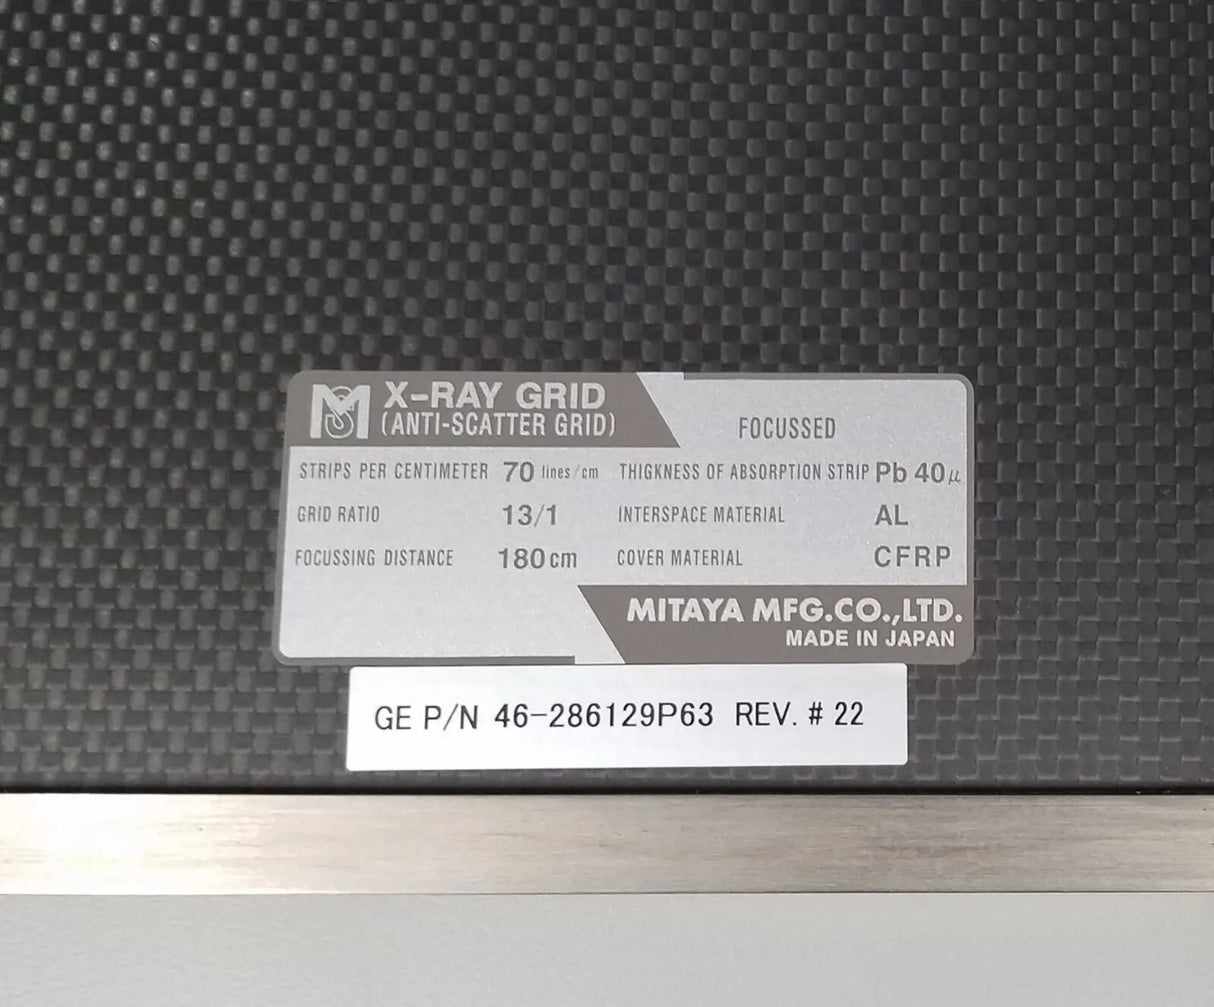 M X-RAY GRID
(ANTI-SCATTER GRID)
FOCUSSED
STRIPS PER CENTIMETER 70 lines/cm THIGKNESS OF ABSORPTION STRIP Pb 40μ
GRID RATIO 13/1 INTERSPACE MATERIAL AL
FOCUSSING DISTANCE 180cm COVER MATERIAL CFRP
MITAYA MFG.CO.,LTD.
MADE IN JAPAN
GE P/N 46-286129P63 REV. # 22